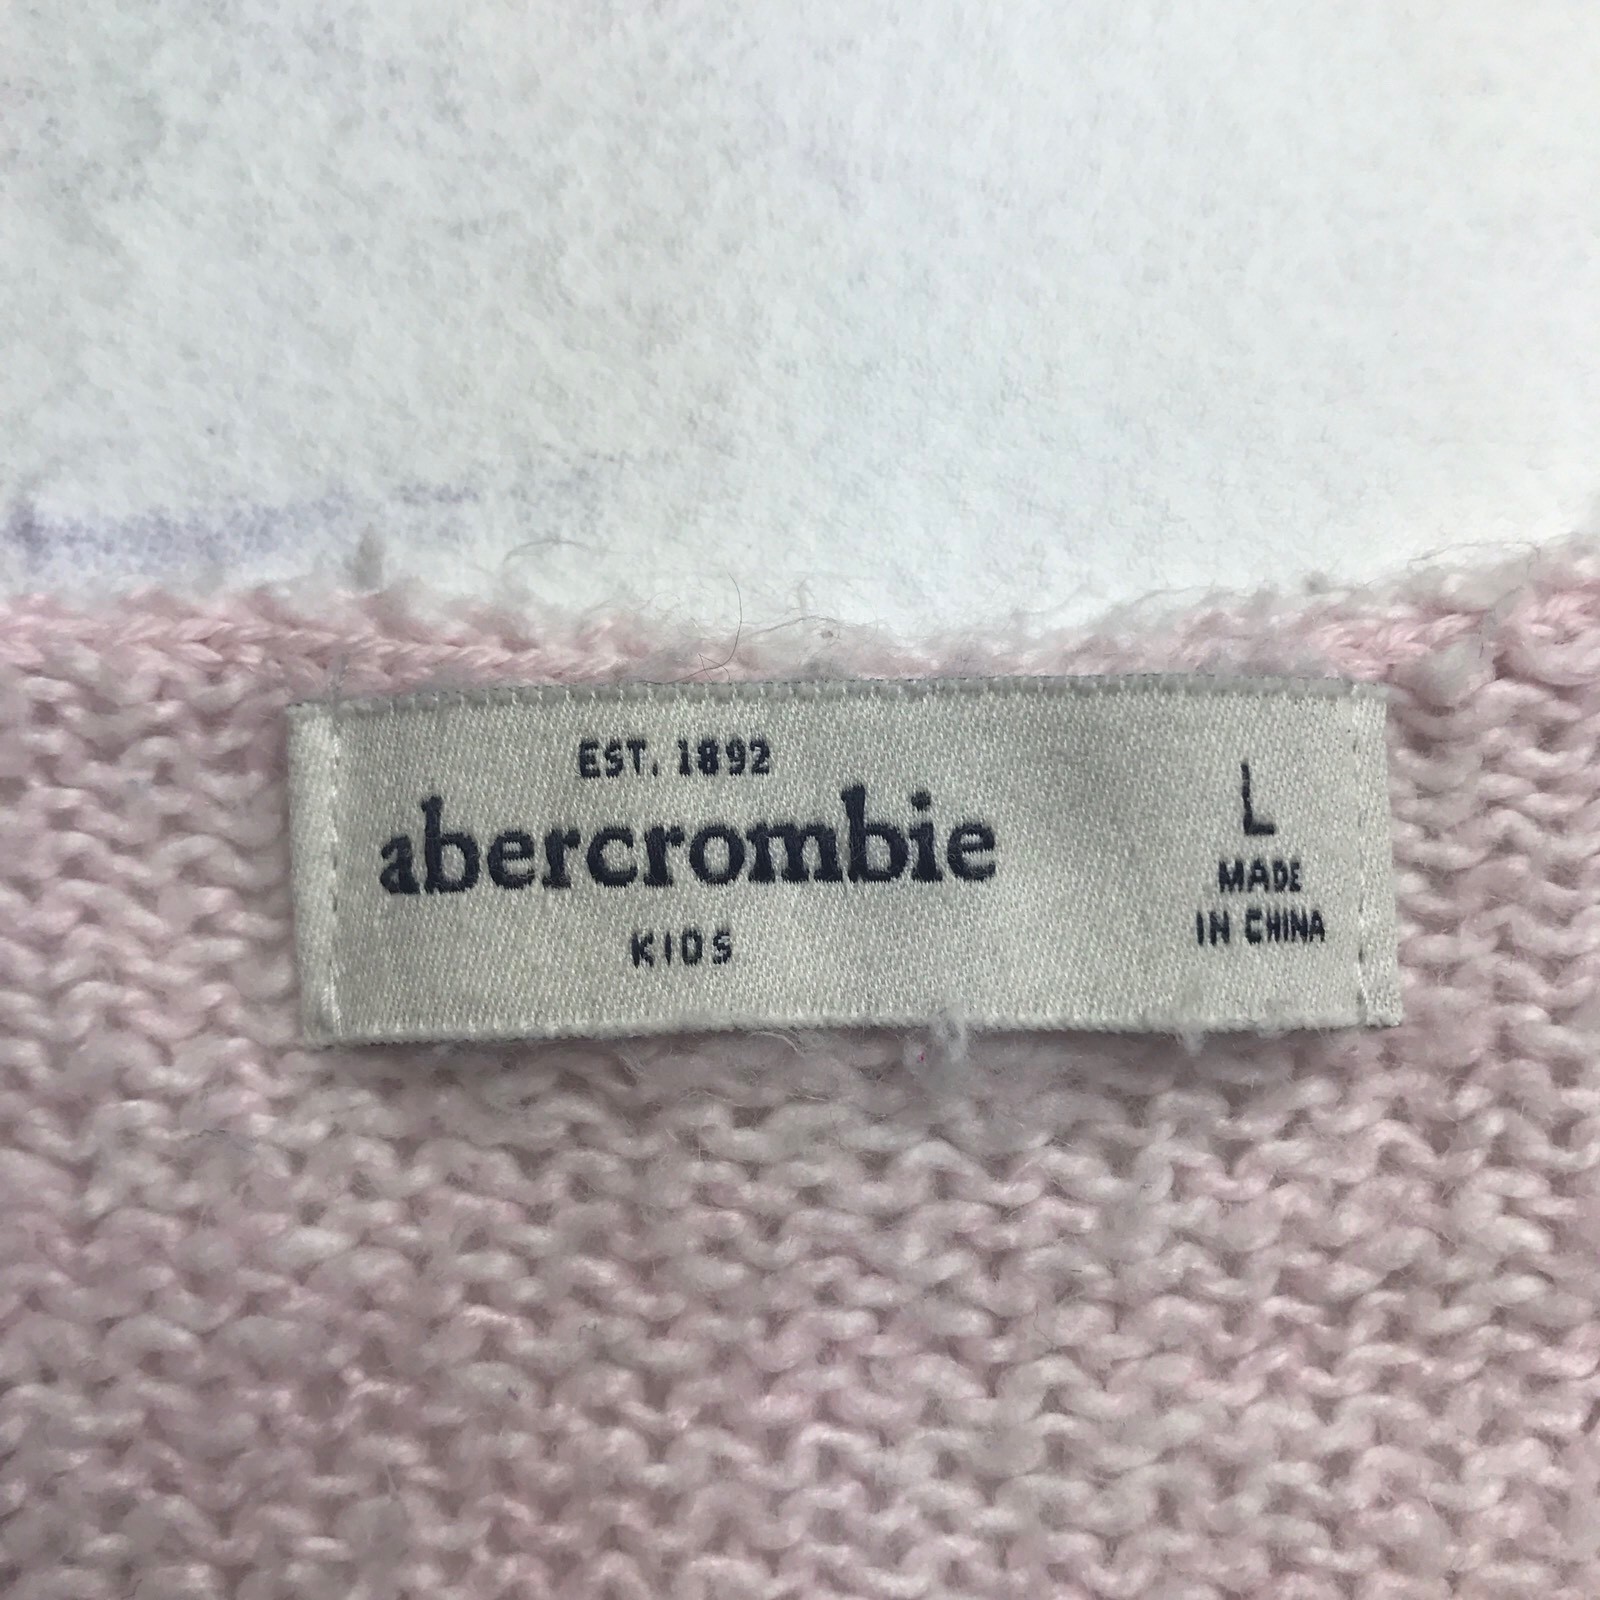 EST. 1892
abercrombie
KIDS
L
MADE
IN CHINA